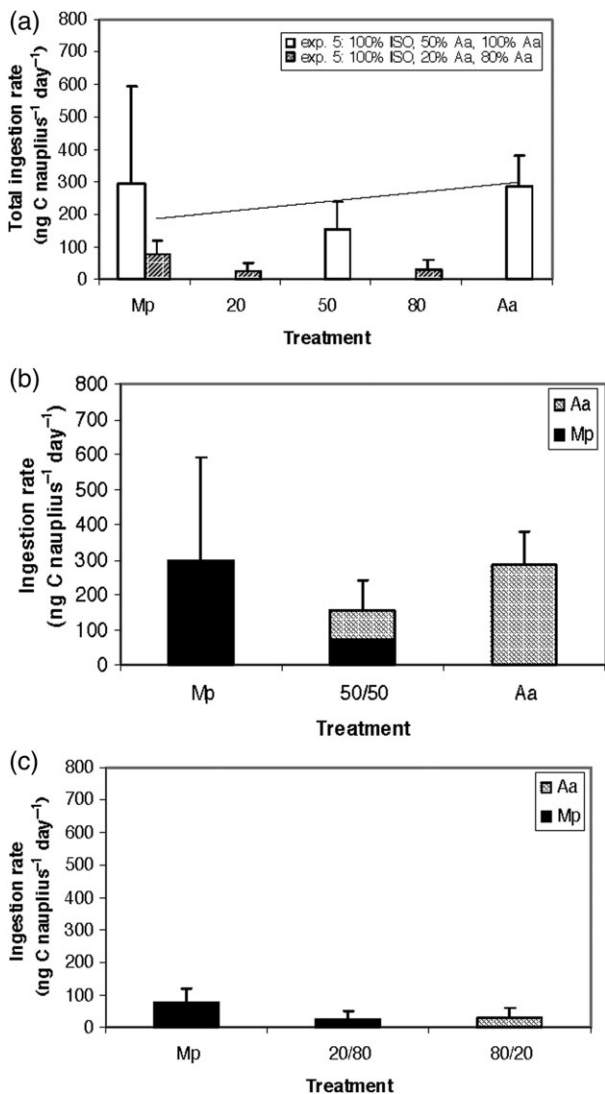 (a)
800
700
600
500
400
300
200
100
0
Total ingestion rate
(ng C nauplius⁻¹ day⁻¹)
exp. 5: 100% ISO, 50% Aa, 100% Aa
exp. 5: 100% ISO, 20% Aa, 80% Aa
Mp 20 50 80 Aa
Treatment
(b)
800
700
600
500
400
300
200
100
0
Ingestion rate
(ng C nauplius⁻¹ day⁻¹)
Aa
Mp
Mp 50/50 Aa
Treatment
(c)
800
700
600
500
400
300
200
100
0
Ingestion rate
(ng C nauplius⁻¹ day⁻¹)
Aa
Mp
Mp 20/80 80/20
Treatment